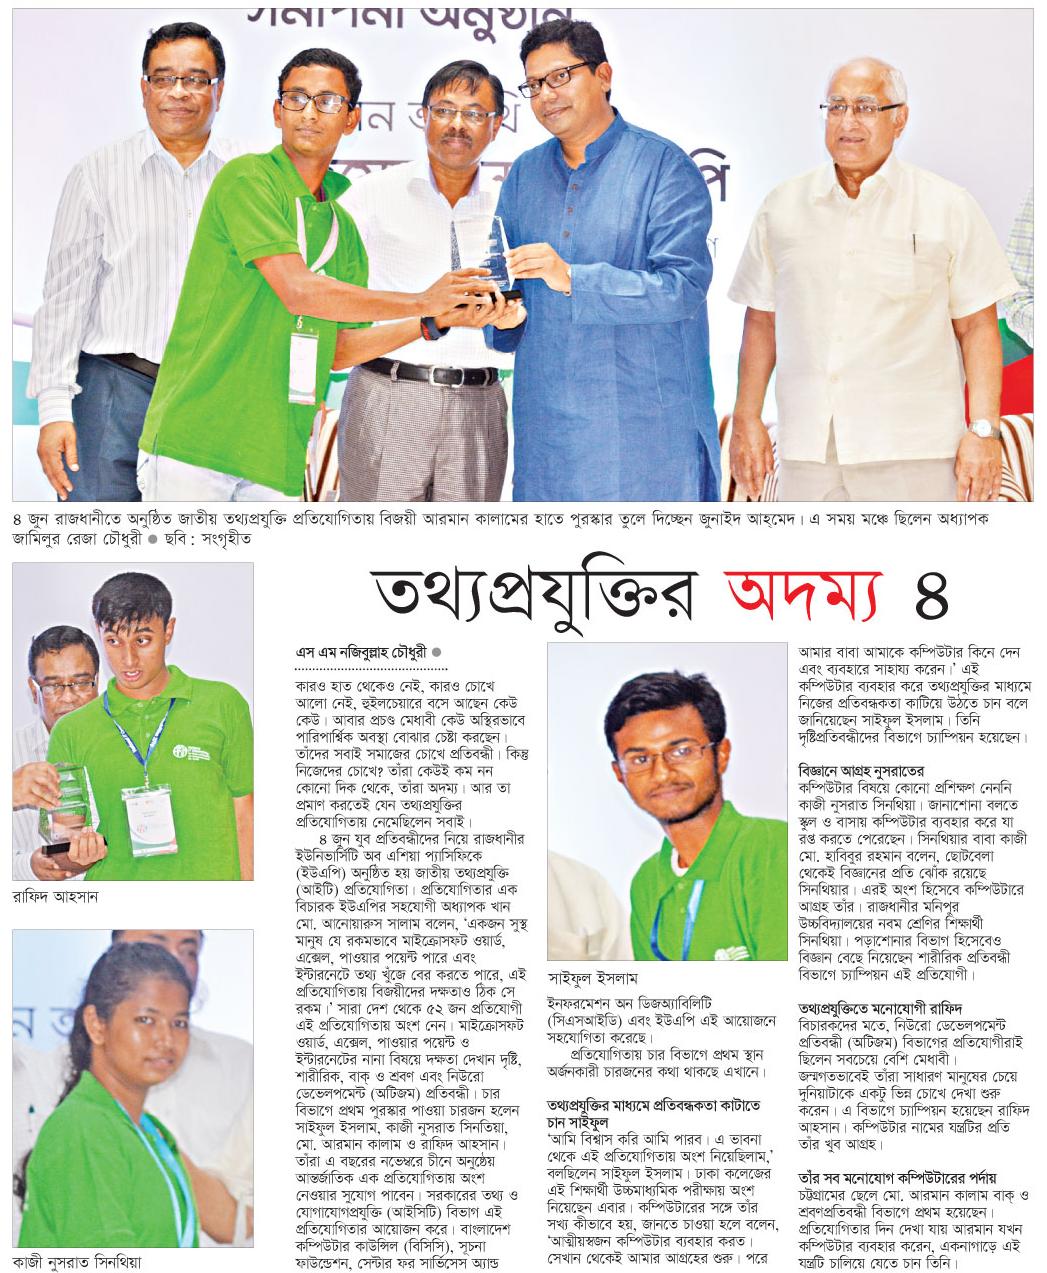 সমাপনী অনুষ্ঠান
৪ জুন রাজধানীতে অনুষ্ঠিত জাতীয় তথ্যপ্রযুক্তি প্রতিযোগিতায় বিজয়ী আরমান কালামের হাতে পুরস্কার তুলে দিচ্ছেন জুনাইদ আহ্‌মেদ। এ সময় মঞ্চে ছিলেন অধ্যাপক
জামিলুর রেজা চৌধুরী ● ছবি : সংগৃহীত
তথ্যপ্রযুক্তির অদম্য ৪
রাফিদ আহসান
কাজী নুসরাত সিনথিয়া
এস এম নজিবুল্লাহ চৌধুরী ●
কারও হাত থেকেও নেই, কারও চোখে
আলো নেই, হুইলচেয়ারে বসে আছেন কেউ
কেউ। আবার প্রচণ্ড মেধাবী কেউ অস্থিরভাবে
পারিপার্শ্বিক অবস্থা বোঝার চেষ্টা করছেন।
তাঁদের সবাই সমাজের চোখে প্রতিবন্ধী। কিন্তু
নিজেদের চোখে? তাঁরা কেউই কম নন
কোনো দিক থেকে, তাঁরা অদম্য। আর তা
প্রমাণ করতেই যেন তথ্যপ্রযুক্তির
প্রতিযোগিতায় নেমেছিলেন সবাই।
৪ জুন যুব প্রতিবন্ধীদের নিয়ে রাজধানীর
ইউনিভার্সিটি অব এশিয়া প্যাসিফিকে
(ইউএপি) অনুষ্ঠিত হয় জাতীয় তথ্যপ্রযুক্তি
(আইটি) প্রতিযোগিতা। প্রতিযোগিতার এক
বিচারক ইউএপির সহযোগী অধ্যাপক খান
মো. আনোয়ারুস সালাম বলেন, ‘একজন সুস্থ
মানুষ যে রকমভাবে মাইক্রোসফট ওয়ার্ড,
এক্সেল, পাওয়ার পয়েন্ট পারে এবং
ইন্টারনেটে তথ্য খুঁজে বের করতে পারে, এই
প্রতিযোগিতায় বিজয়ীদের দক্ষতাও ঠিক সে
রকম।’ সারা দেশ থেকে ৫২ জন প্রতিযোগী
এই প্রতিযোগিতায় অংশ নেন। মাইক্রোসফট
ওয়ার্ড, এক্সেল, পাওয়ার পয়েন্ট ও
ইন্টারনেটের নানা বিষয়ে দক্ষতা দেখান দৃষ্টি,
শারীরিক, বাক্ ও শ্রবণ এবং নিউরো
ডেভেলপমেন্ট (অটিজম) প্রতিবন্ধী। চার
বিভাগে প্রথম পুরস্কার পাওয়া চারজন হলেন
সাইফুল ইসলাম, কাজী নুসরাত সিনতিয়া,
মো. আরমান কালাম ও রাফিদ আহসান।
তাঁরা এ বছরের নভেম্বরে চীনে অনুষ্ঠেয়
আন্তর্জাতিক এক প্রতিযোগিতায় অংশ
নেওয়ার সুযোগ পাবেন। সরকারের তথ্য ও
যোগাযোগপ্রযুক্তি (আইসিটি) বিভাগ এই
প্রতিযোগিতার আয়োজন করে। বাংলাদেশ
কম্পিউটার কাউন্সিল (বিসিসি), সূচনা
ফাউন্ডেশন, সেন্টার ফর সার্ভিসেস অ্যান্ড
সাইফুল ইসলাম
ইনফরমেশন অন ডিজঅ্যাবিলিটি
(সিএসআইডি) এবং ইউএপি এই আয়োজনে
সহযোগিতা করেছে।
প্রতিযোগিতায় চার বিভাগে প্রথম স্থান
অর্জনকারী চারজনের কথা থাকছে এখানে।
তথ্যপ্রযুক্তির মাধ্যমে প্রতিবন্ধকতা কাটাতে
চান সাইফুল
‘আমি বিশ্বাস করি আমি পারব। এ ভাবনা
থেকে এই প্রতিযোগিতায় অংশ নিয়েছিলাম,’
বলছিলেন সাইফুল ইসলাম। ঢাকা কলেজের
এই শিক্ষার্থী উচ্চমাধ্যমিক পরীক্ষায় অংশ
নিয়েছেন এবার। কম্পিউটারের সঙ্গে তাঁর
সখ্য কীভাবে হয়, জানতে চাওয়া হলে বলেন,
‘আত্মীয়স্বজন কম্পিউটার ব্যবহার করত।
সেখান থেকেই আমার আগ্রহের শুরু। পরে
আমার বাবা আমাকে কম্পিউটার কিনে দেন
এবং ব্যবহারে সাহায্য করেন।’ এই
কম্পিউটার ব্যবহার করে তথ্যপ্রযুক্তির মাধ্যমে
নিজের প্রতিবন্ধকতা কাটিয়ে উঠতে চান বলে
জানিয়েছেন সাইফুল ইসলাম। তিনি
দৃষ্টিপ্রতিবন্ধীদের বিভাগে চ্যাম্পিয়ন হয়েছেন।
বিজ্ঞানে আগ্রহ নুসরাতের
কম্পিউটার বিষয়ে কোনো প্রশিক্ষণ নেননি
কাজী নুসরাত সিনথিয়া। জানাশোনা বলতে
স্কুল ও বাসায় কম্পিউটার ব্যবহার করে যা
রপ্ত করতে পেরেছেন। সিনথিয়ার বাবা কাজী
মো. হাবিবুর রহমান বলেন, ছোটবেলা
থেকেই বিজ্ঞানের প্রতি ঝোঁক রয়েছে
সিনথিয়ার। এরই অংশ হিসেবে কম্পিউটারে
আগ্রহ তাঁর। রাজধানীর মনিপুর
উচ্চবিদ্যালয়ের নবম শ্রেণির শিক্ষার্থী
সিনথিয়া। পড়াশোনার বিভাগ হিসেবেও
বিজ্ঞান বেছে নিয়েছেন শারীরিক প্রতিবন্ধী
বিভাগে চ্যাম্পিয়ন এই প্রতিযোগী।
তথ্যপ্রযুক্তিতে মনোযোগী রাফিদ
বিচারকদের মতে, নিউরো ডেভেলপমেন্ট
প্রতিবন্ধী (অটিজম) বিভাগের প্রতিযোগীরাই
ছিলেন সবচেয়ে বেশি মেধাবী।
জন্মগতভাবেই তাঁরা সাধারণ মানুষের চেয়ে
দুনিয়াটাকে একটু ভিন্ন চোখে দেখা শুরু
করেন। এ বিভাগে চ্যাম্পিয়ন হয়েছেন রাফিদ
আহসান। কম্পিউটার নামের যন্ত্রটির প্রতি
তাঁর খুব আগ্রহ।
তাঁর সব মনোযোগ কম্পিউটারের পর্দায়
চট্টগ্রামের ছেলে মো. আরমান কালাম বাক্ ও
শ্রবণপ্রতিবন্ধী বিভাগে প্রথম হয়েছেন।
প্রতিযোগিতার দিন দেখা যায় আরমান যখন
কম্পিউটার ব্যবহার করেন, একনাগাড়ে এই
যন্ত্রটি চালিয়ে যেতে চান তিনি।